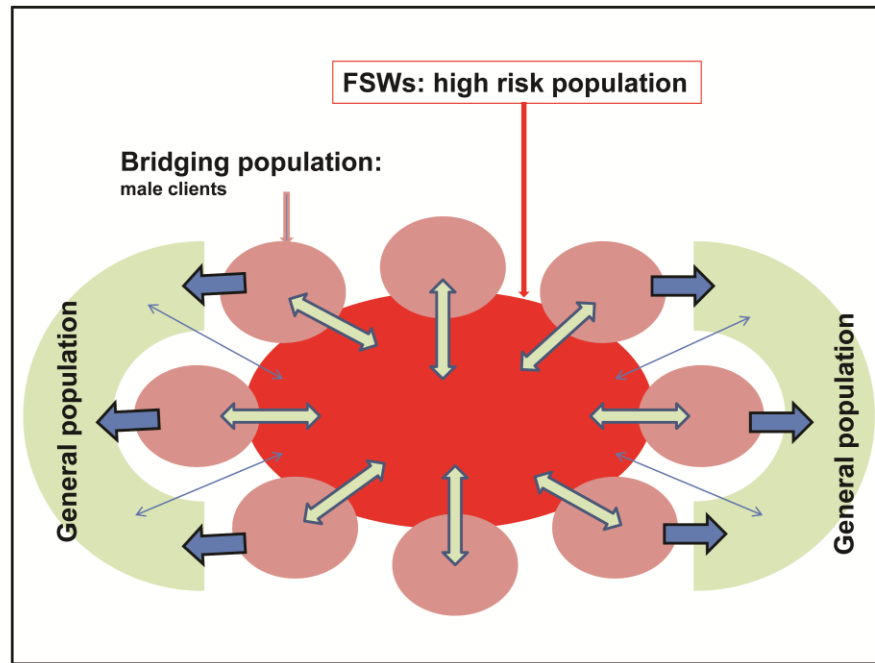 FSWs: high risk population
Bridging population:
male clients
General population
General population